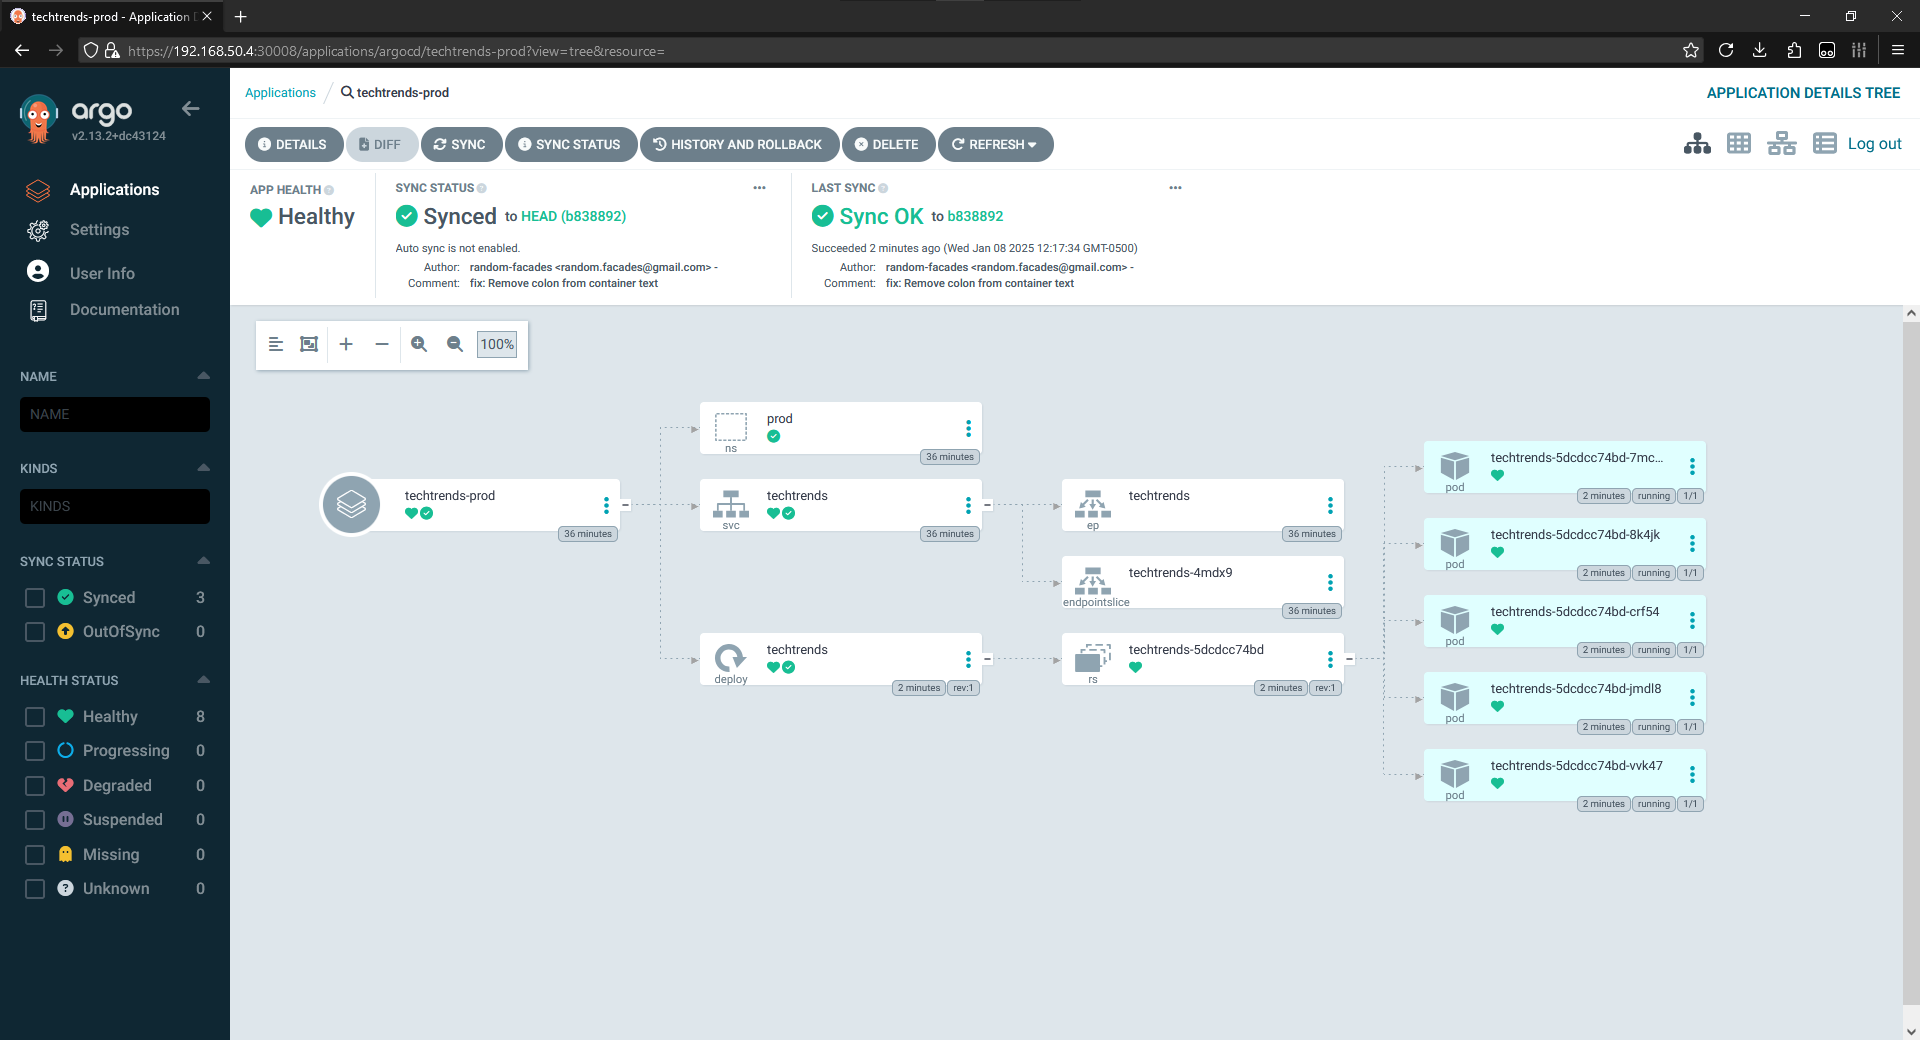 techtrends-prod - Application D
https://192.168.50.4:30008/applications/argocd/techtrends-prod?view=tree&resource=
argo
v2.13.2+dc43124
Applications
Settings
User Info
Documentation
NAME
NAME
KINDS
KINDS
SYNC STATUS
Synced 3
OutOfSync 0
HEALTH STATUS
Healthy 8
Progressing 0
Degraded 0
Suspended 0
Missing 0
Unknown 0
Applications / techtrends-prod
APPLICATION DETAILS TREE
DETAILS DIFF SYNC SYNC STATUS HISTORY AND ROLLBACK DELETE REFRESH
Log out
APP HEALTH
Healthy
SYNC STATUS
Synced to HEAD (b838892)
Auto sync is not enabled.
Author: random-facades <random.facades@gmail.com> -
Comment: fix: Remove colon from container text
LAST SYNC
Sync OK to b838892
Succeeded 2 minutes ago (Wed Jan 08 2025 12:17:34 GMT-0500)
Author: random-facades <random.facades@gmail.com> -
Comment: fix: Remove colon from container text
100%
techtrends-prod
36 minutes
prod
ns
36 minutes
techtrends
svc
36 minutes
techtrends
deploy
2 minutes rev:1
techtrends
ep
36 minutes
techtrends-4mdx9
endpointslice
36 minutes
techtrends-5dcdcc74bd
rs
2 minutes rev:1
techtrends-5dcdcc74bd-7mc...
pod
2 minutes running 1/1
techtrends-5dcdcc74bd-8k4jk
pod
2 minutes running 1/1
techtrends-5dcdcc74bd-crf54
pod
2 minutes running 1/1
techtrends-5dcdcc74bd-jmdl8
pod
2 minutes running 1/1
techtrends-5dcdcc74bd-vvk47
pod
2 minutes running 1/1